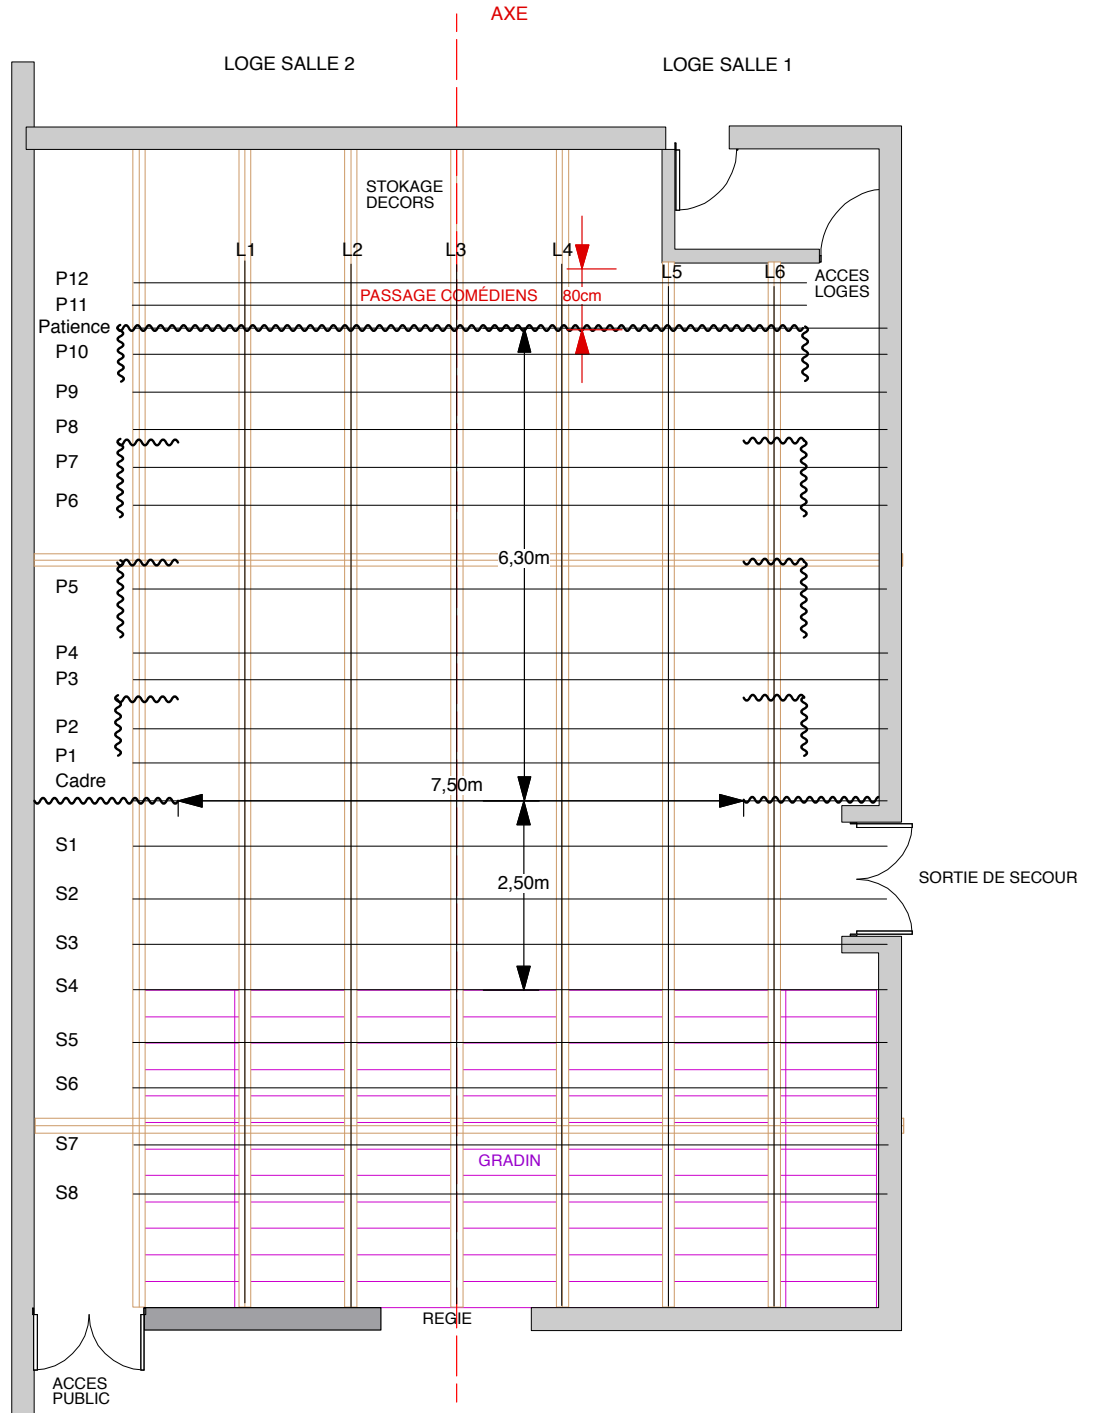 AXE
LOGE SALLE 2
LOGE SALLE 1
STOKAGE
DECORS
L1
L2
L3
L4
L5
L6
P12
ACCES
LOGES
PASSAGE COMÉDIENS
80cm
P11
Patience
P10
P9
P8
P7
P6
6,30m
P5
P4
P3
P2
P1
Cadre
7,50m
S1
SORTIE DE SECOUR
2,50m
S2
S3
S4
S5
S6
S7
GRADIN
S8
REGIE
ACCES
PUBLIC